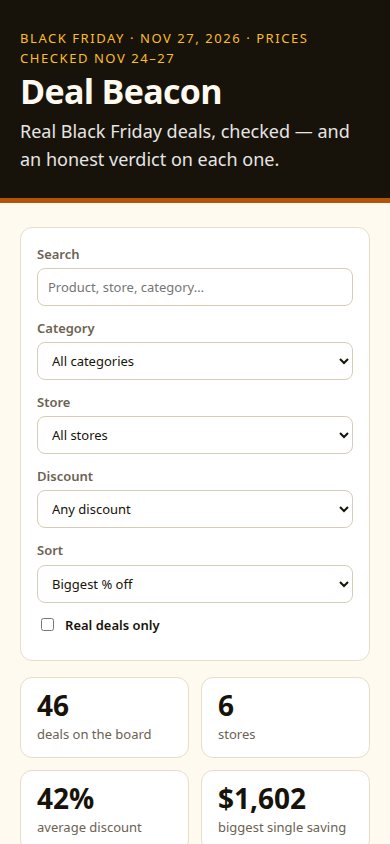 BLACK FRIDAY · NOV 27, 2026 · PRICES
CHECKED NOV 24–27
Deal Beacon
Real Black Friday deals, checked — and
an honest verdict on each one.
Search
Product, store, category...
Category
All categories
Store
All stores
Discount
Any discount
Sort
Biggest % off
Real deals only
46
deals on the board
6
stores
42%
average discount
$1,602
biggest single saving